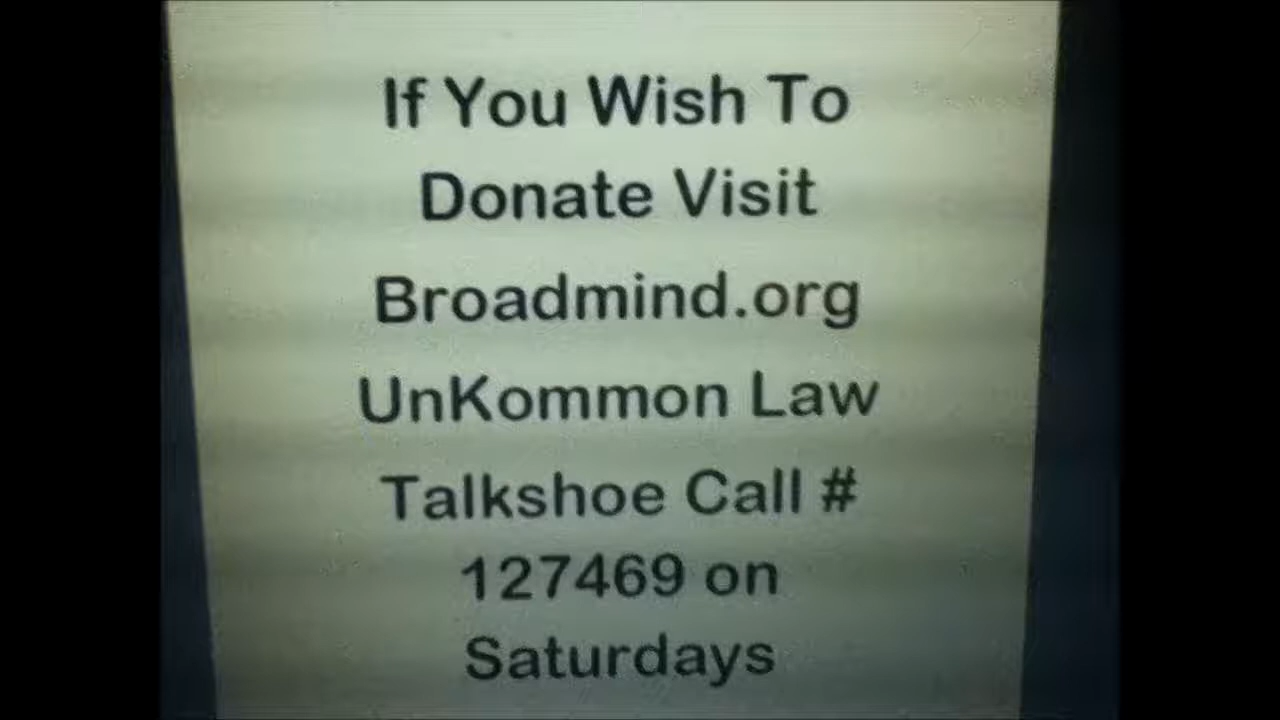 If You Wish To
Donate Visit
Broadmind.org
UnKommon Law
Talkshoe Call #
127469 on
Saturdays